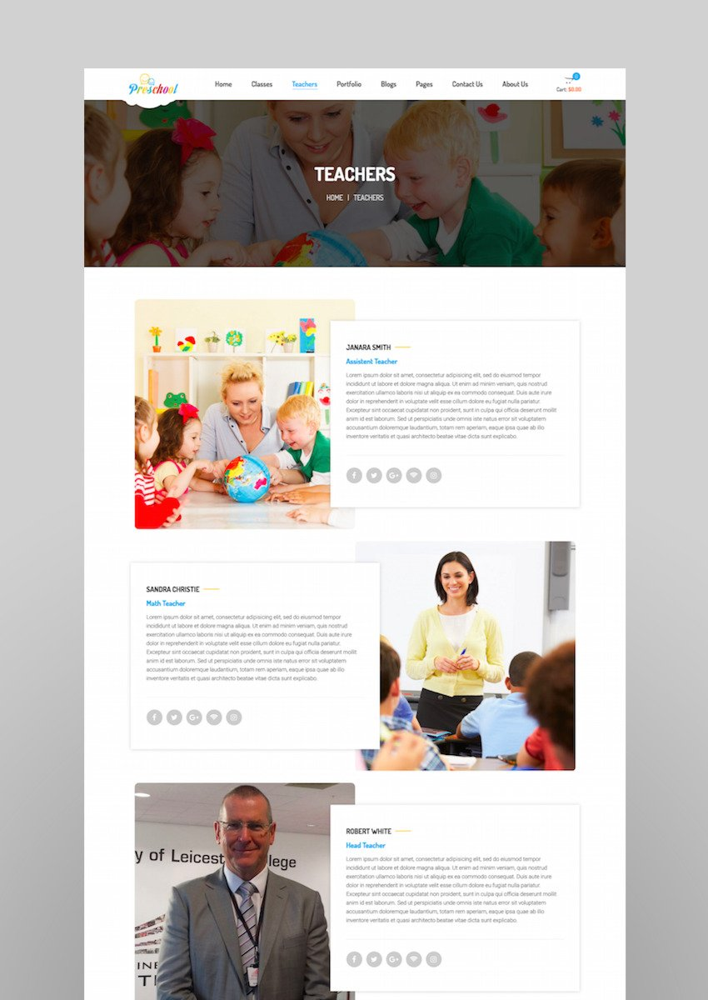 Preschool
Home Classes Teachers Portfolio Blogs Pages Contact Us About Us
0
Cart: $0.00
TEACHERS
HOME | TEACHERS
JANARA SMITH
Assistent Teacher
Lorem ipsum dolor sit amet, consectetur adipisicing elit, sed do eiusmod tempor
incididunt ut labore et dolore magna aliqua. Ut enim ad minim veniam, quis nostrud
exercitation ullamco laboris nisi ut aliquip ex ea commodo consequat. Duis aute irure
dolor in reprehenderit in voluptate velit esse cillum dolore eu fugiat nulla pariatur.
Excepteur sint occaecat cupidatat non proident, sunt in culpa qui officia deserunt mollit
anim id est laborum. Sed ut perspiciatis unde omnis iste natus error sit voluptatem
accusantium doloremque laudantium, totam rem aperiam, eaque ipsa quae ab illo
inventore veritatis et quasi architecto beatae vitae dicta sunt explicabo.
SANDRA CHRISTIE
Math Teacher
Lorem ipsum dolor sit amet, consectetur adipisicing elit, sed do eiusmod tempor
incididunt ut labore et dolore magna aliqua. Ut enim ad minim veniam, quis nostrud
exercitation ullamco laboris nisi ut aliquip ex ea commodo consequat. Duis aute irure
dolor in reprehenderit in voluptate velit esse cillum dolore eu fugiat nulla pariatur.
Excepteur sint occaecat cupidatat non proident, sunt in culpa qui officia deserunt mollit
anim id est laborum. Sed ut perspiciatis unde omnis iste natus error sit voluptatem
accusantium doloremque laudantium, totam rem aperiam, eaque ipsa quae ab illo
inventore veritatis et quasi architecto beatae vitae dicta sunt explicabo.
y of Leicest llege
INE
TI
ROBERT WHITE
Head Teacher
Lorem ipsum dolor sit amet, consectetur adipisicing elit, sed do eiusmod tempor
incididunt ut labore et dolore magna aliqua. Ut enim ad minim veniam, quis nostrud
exercitation ullamco laboris nisi ut aliquip ex ea commodo consequat. Duis aute irure
dolor in reprehenderit in voluptate velit esse cillum dolore eu fugiat nulla pariatur.
Excepteur sint occaecat cupidatat non proident, sunt in culpa qui officia deserunt mollit
anim id est laborum. Sed ut perspiciatis unde omnis iste natus error sit voluptatem
accusantium doloremque laudantium, totam rem aperiam, eaque ipsa quae ab illo
inventore veritatis et quasi architecto beatae vitae dicta sunt explicabo.